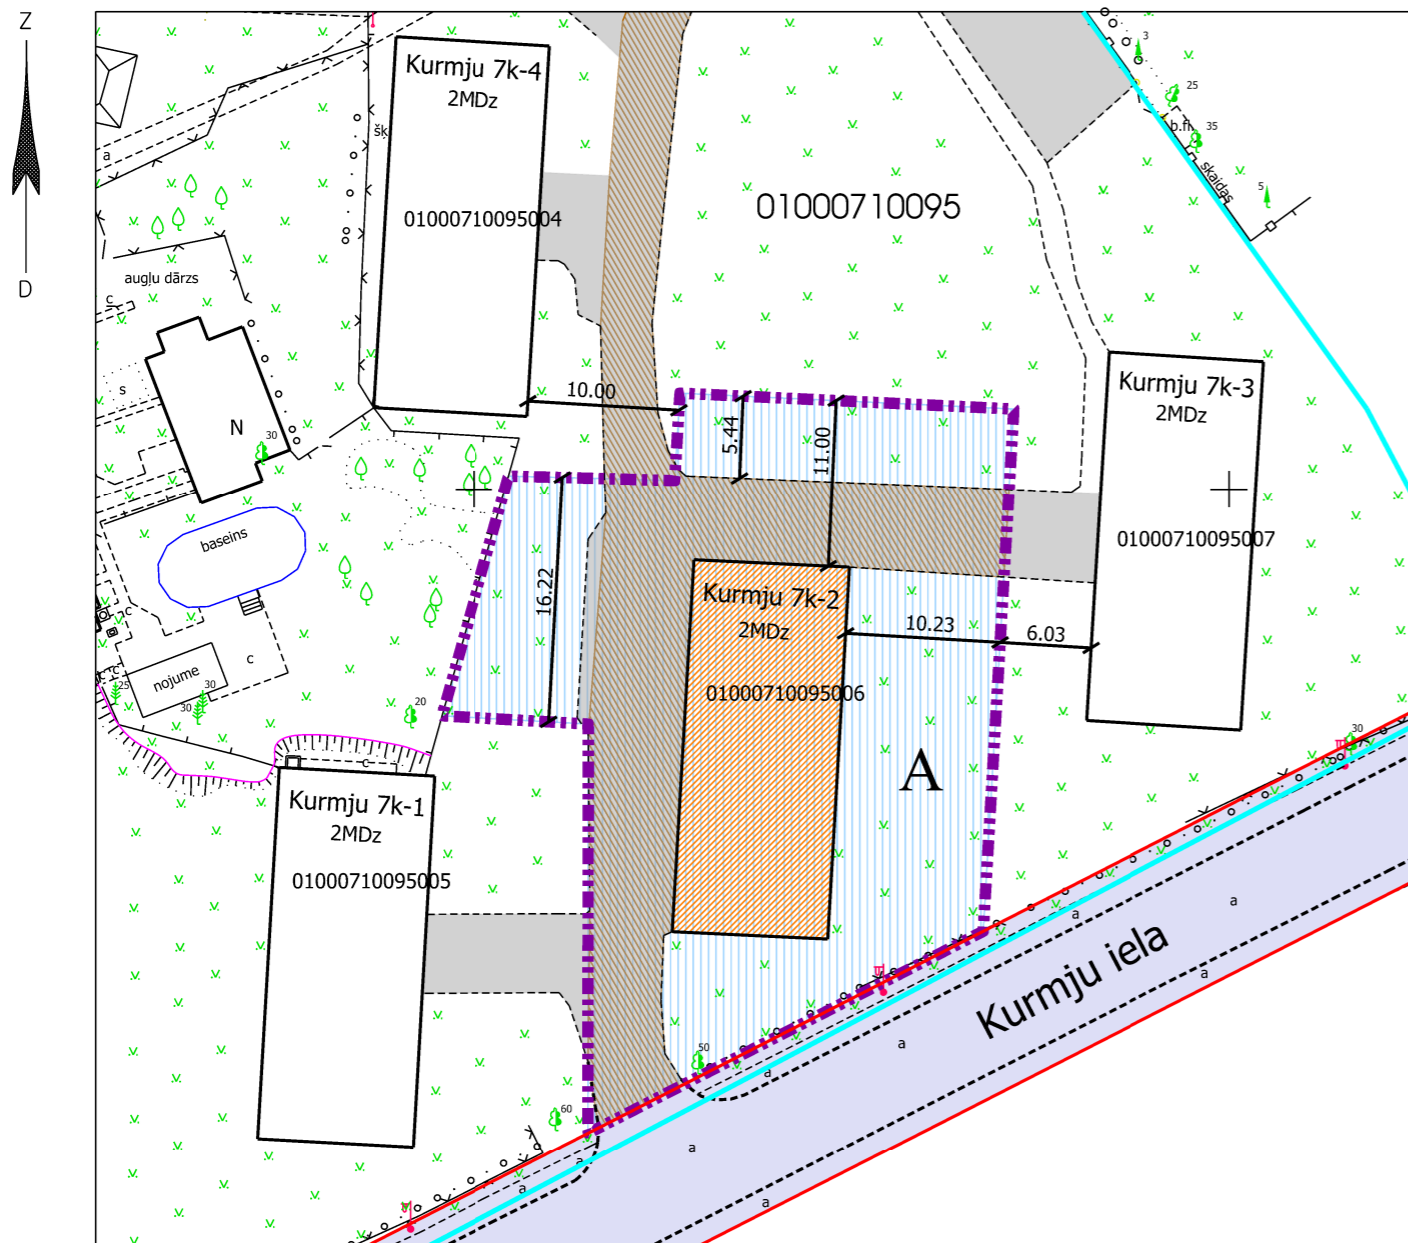 Z
D
Kurmju 7k-4
2MDz
01000710095004
šķ
a
01000710095
3
25
b.fl.
35
skaidas
5
augļu dārzs
c
s
N
30
10.00
5.44
11.00
Kurmju 7k-3
2MDz
01000710095007
baseins
16.22
Kurmju 7k-2
2MDz
01000710095006
10.23
6.03
c
c
c
c
nojume
25
30
30
20
A
c
Kurmju 7k-1
2MDz
01000710095005
30
Kurmju iela
a
a
a
a
a
50
60
a
a
a
a